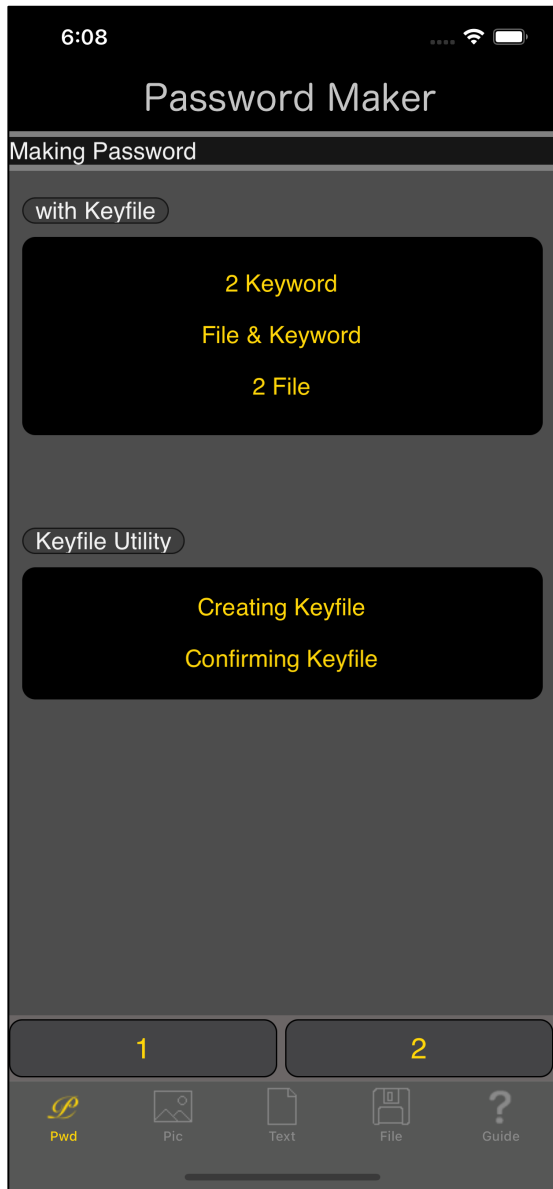 6:08
Password Maker
Making Password
with Keyfile
2 Keyword
File & Keyword
2 File
Keyfile Utility
Creating Keyfile
Confirming Keyfile
1 2
Pwd Pic Text File Guide